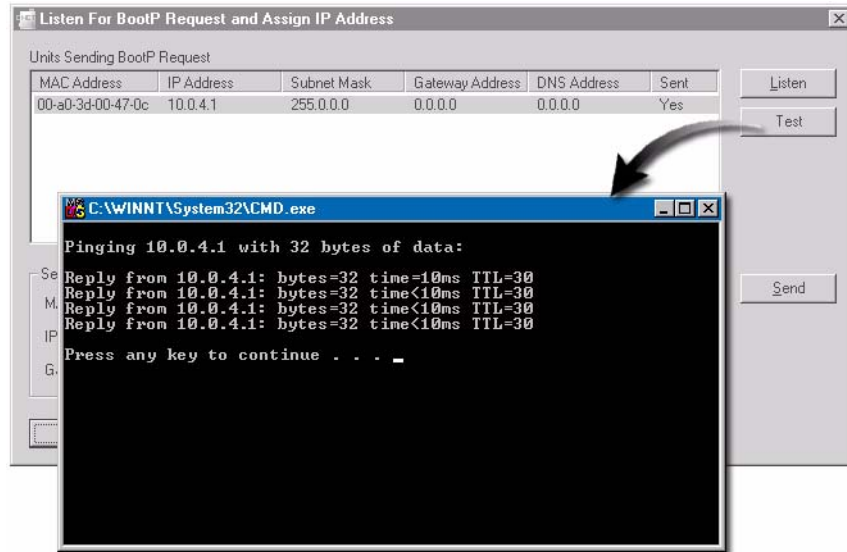 Listen For BootP Request and Assign IP Address
Units Sending BootP Request
MAC Address IP Address Subnet Mask Gateway Address DNS Address Sent
00-a0-3d-00-47-0c 10.0.4.1 255.0.0.0 0.0.0.0 0.0.0.0 Yes
Listen
Test
C:\WINNT\System32\CMD.exe
Pinging 10.0.4.1 with 32 bytes of data:
Reply from 10.0.4.1: bytes=32 time=10ms TTL=30
Reply from 10.0.4.1: bytes=32 time<10ms TTL=30
Reply from 10.0.4.1: bytes=32 time<10ms TTL=30
Reply from 10.0.4.1: bytes=32 time<10ms TTL=30
Press any key to continue . . . _
Send
IP